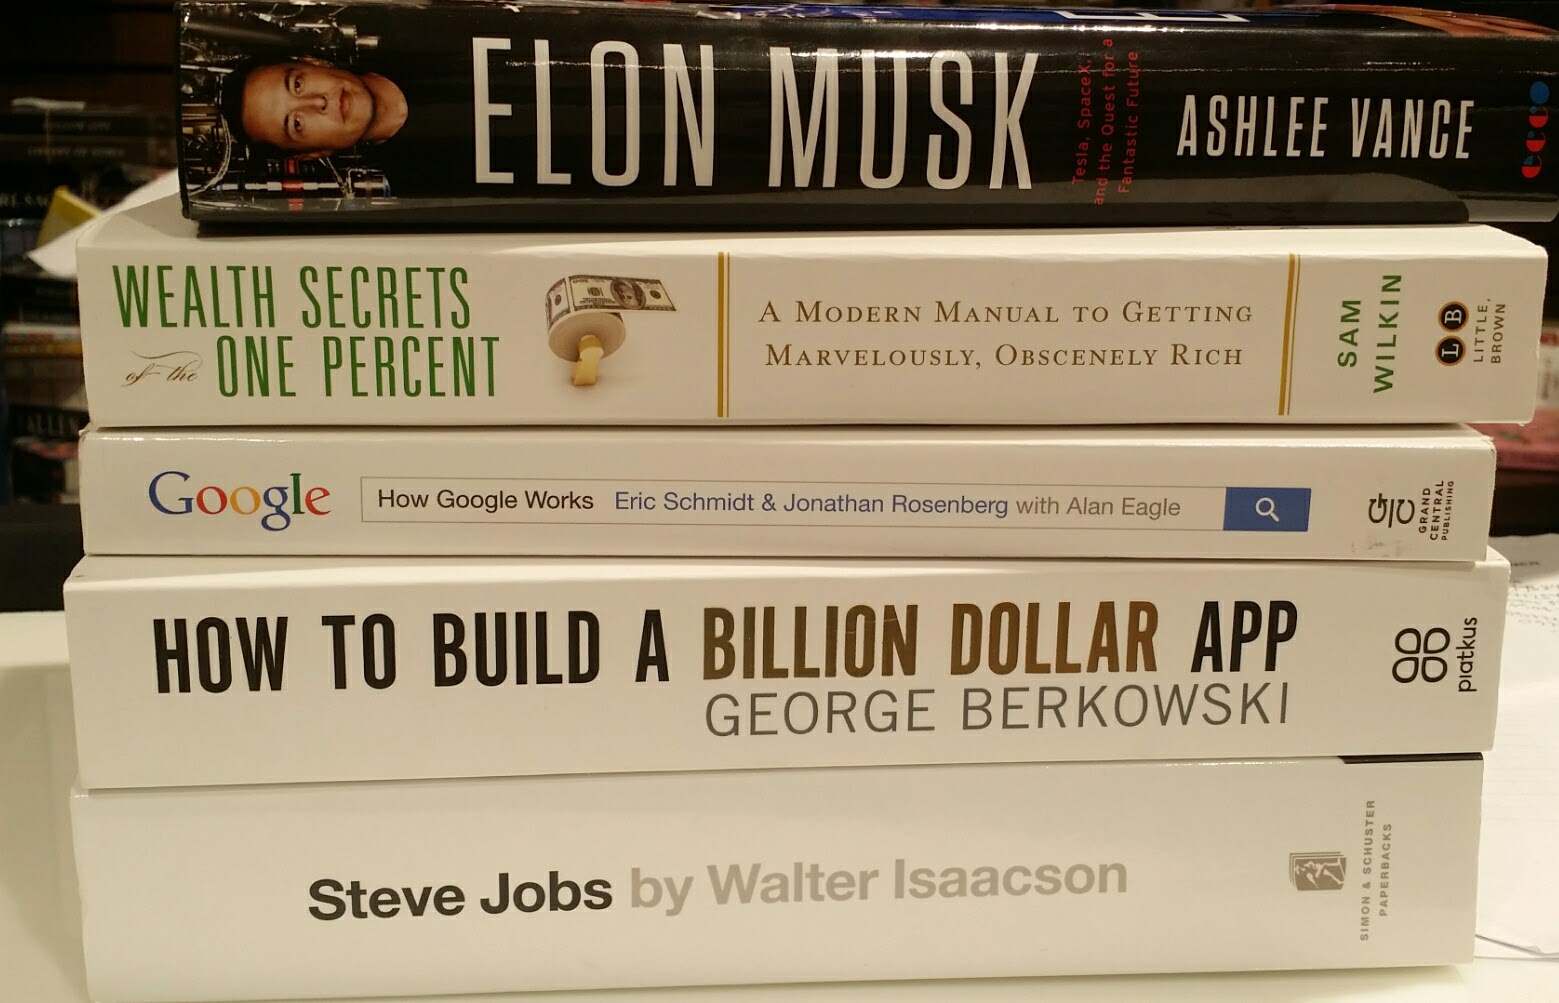 ELON MUSK
Tesla, SpaceX,
and the Quest for a
Fantastic Future
ASHLEE VANCE
ecco
WEALTH SECRETS
of the ONE PERCENT
A MODERN MANUAL TO GETTING
MARVELOUSLY, OBSCENELY RICH
SAM
WILKIN
LB
LITTLE,
BROWN
Google
How Google Works Eric Schmidt & Jonathan Rosenberg with Alan Eagle
GRAND
CENTRAL
PUBLISHING
HOW TO BUILD A BILLION DOLLAR APP
GEORGE BERKOWSKI
piatkus
Steve Jobs by Walter Isaacson
SIMON & SCHUSTER
PAPERBACKS